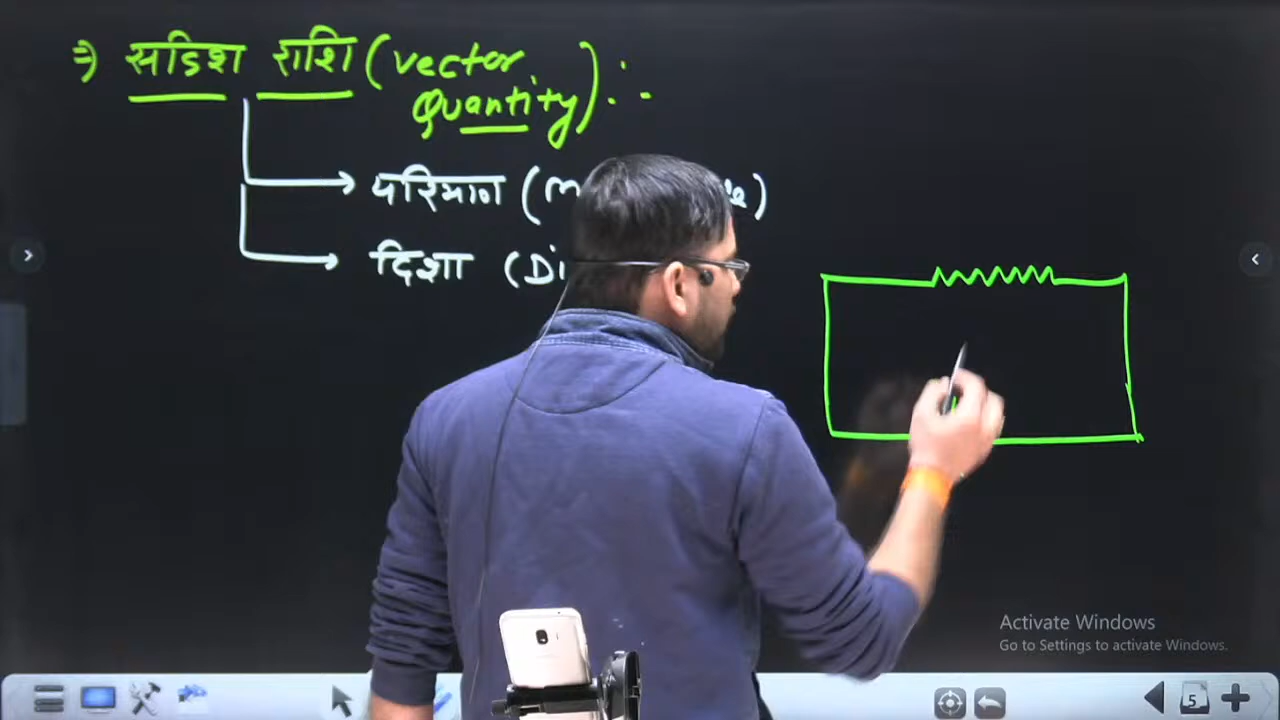 ⇒ सदिश राशि (vector
Quantity) :-
→ परिमाण (
→ दिशा (Di
Activate Windows
Go to Settings to activate Windows.
5